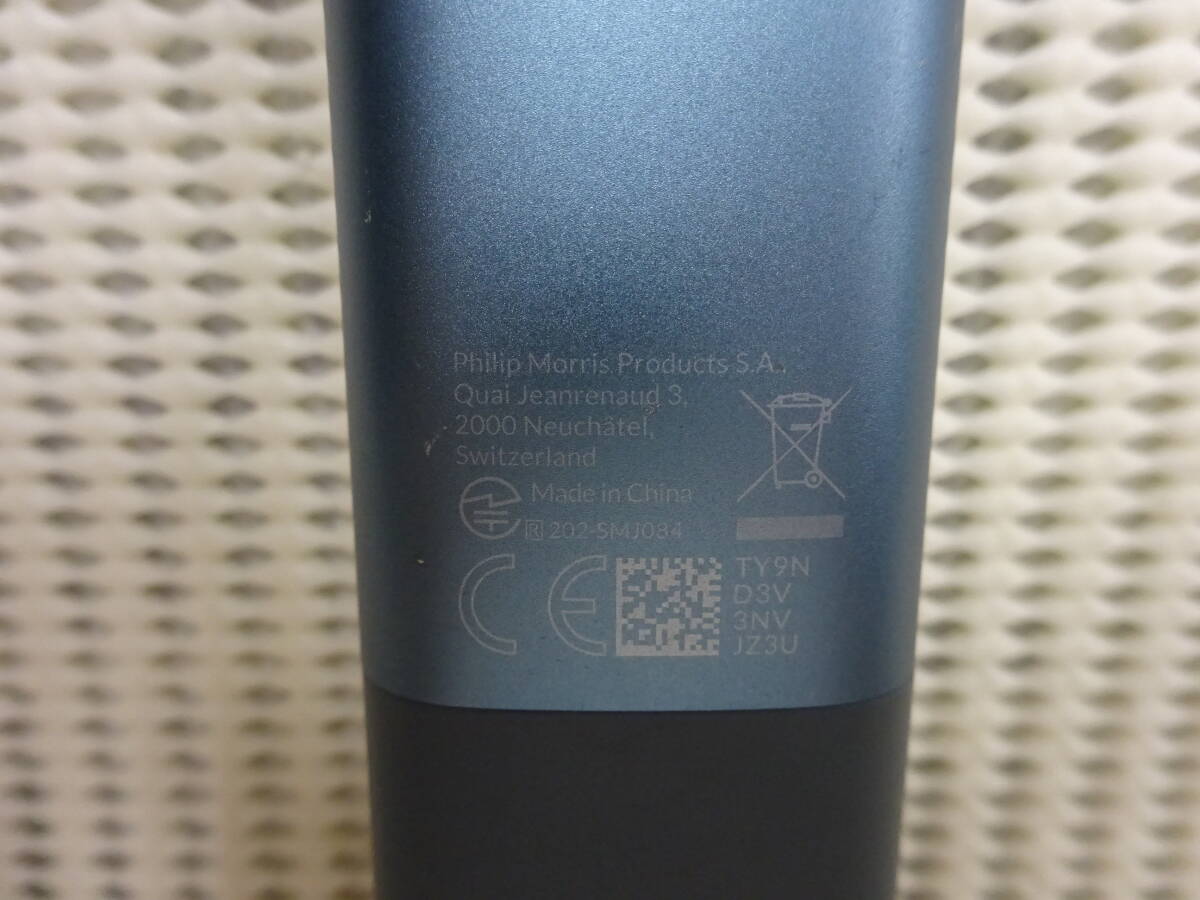 Philip Morris Products S.A.,
Quai Jeanrenaud 3,
2000 Neuchâtel,
Switzerland
Made in China
R 202-SMJ084
CE
TY9N
D3V
3NV
JZ3U